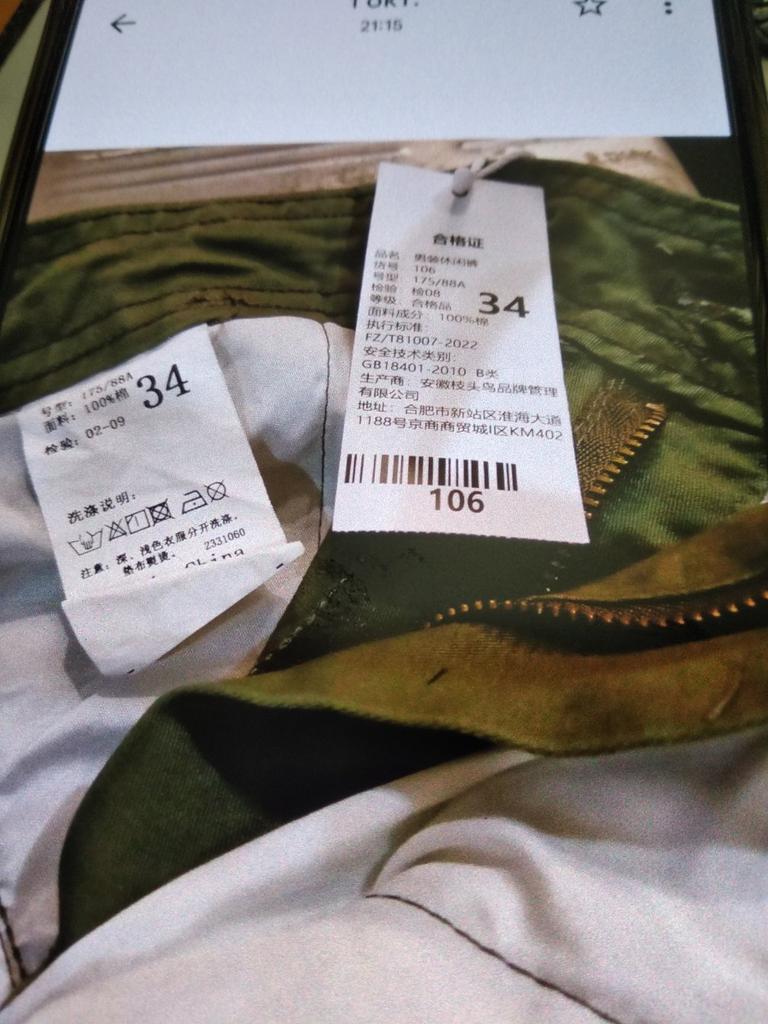 21:15
合格证
品名: 男装休闲裤
货号: 106
号型: 175/88A
检验: 检08
等级: 合格品
34
面料成分: 100%棉
执行标准:
FZ/T81007-2022
安全技术类别:
GB18401-2010 B类
生产商: 安徽枝头鸟品牌管理
有限公司
地址: 合肥市新站区淮海大道
1188号京商商贸城I区KM402
106
号型: 175/88A
面料: 100%棉
34
检验: 02-09
洗涤说明:
注意: 深、浅色衣服分开洗涤,
垫布熨烫。 2331060
China